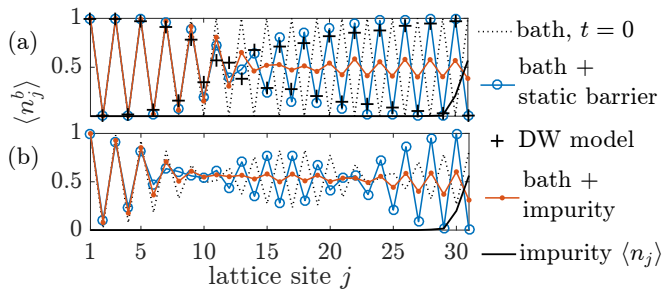 (a)
1
0.5
0
⟨n_j^b⟩
(b)
1
0.5
0
1 5 10 15 20 25 30
lattice site j
bath, t = 0
bath +
static barrier
DW model
bath +
impurity
impurity ⟨n_j⟩